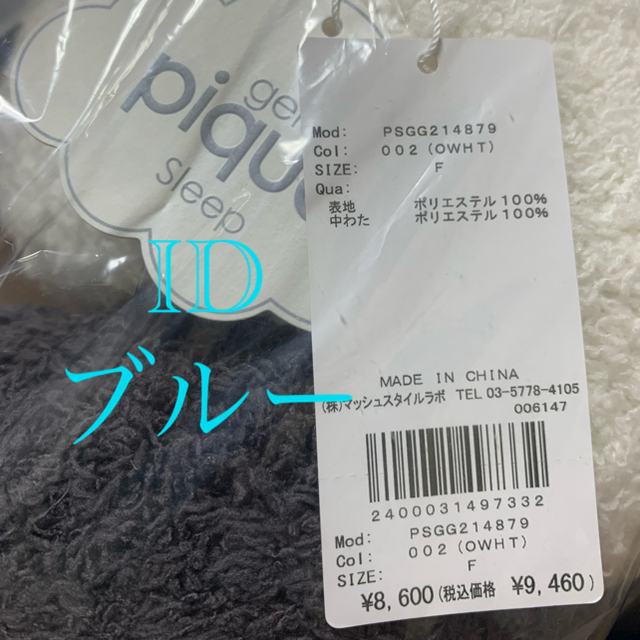 gel
pique
Sleep
ID
ブルー
Mod: PSGG214879
Col: 002 (OWHT)
SIZE: F
Qua:
表地 ポリエステル100%
中わた ポリエステル100%
MADE IN CHINA
(株)マッシュスタイルラボ TEL 03-5778-4105
006147
2400031497332
Mod: PSGG214879
Col: 002 (OWHT)
SIZE: F
¥8,600(税込価格 ¥9,460)